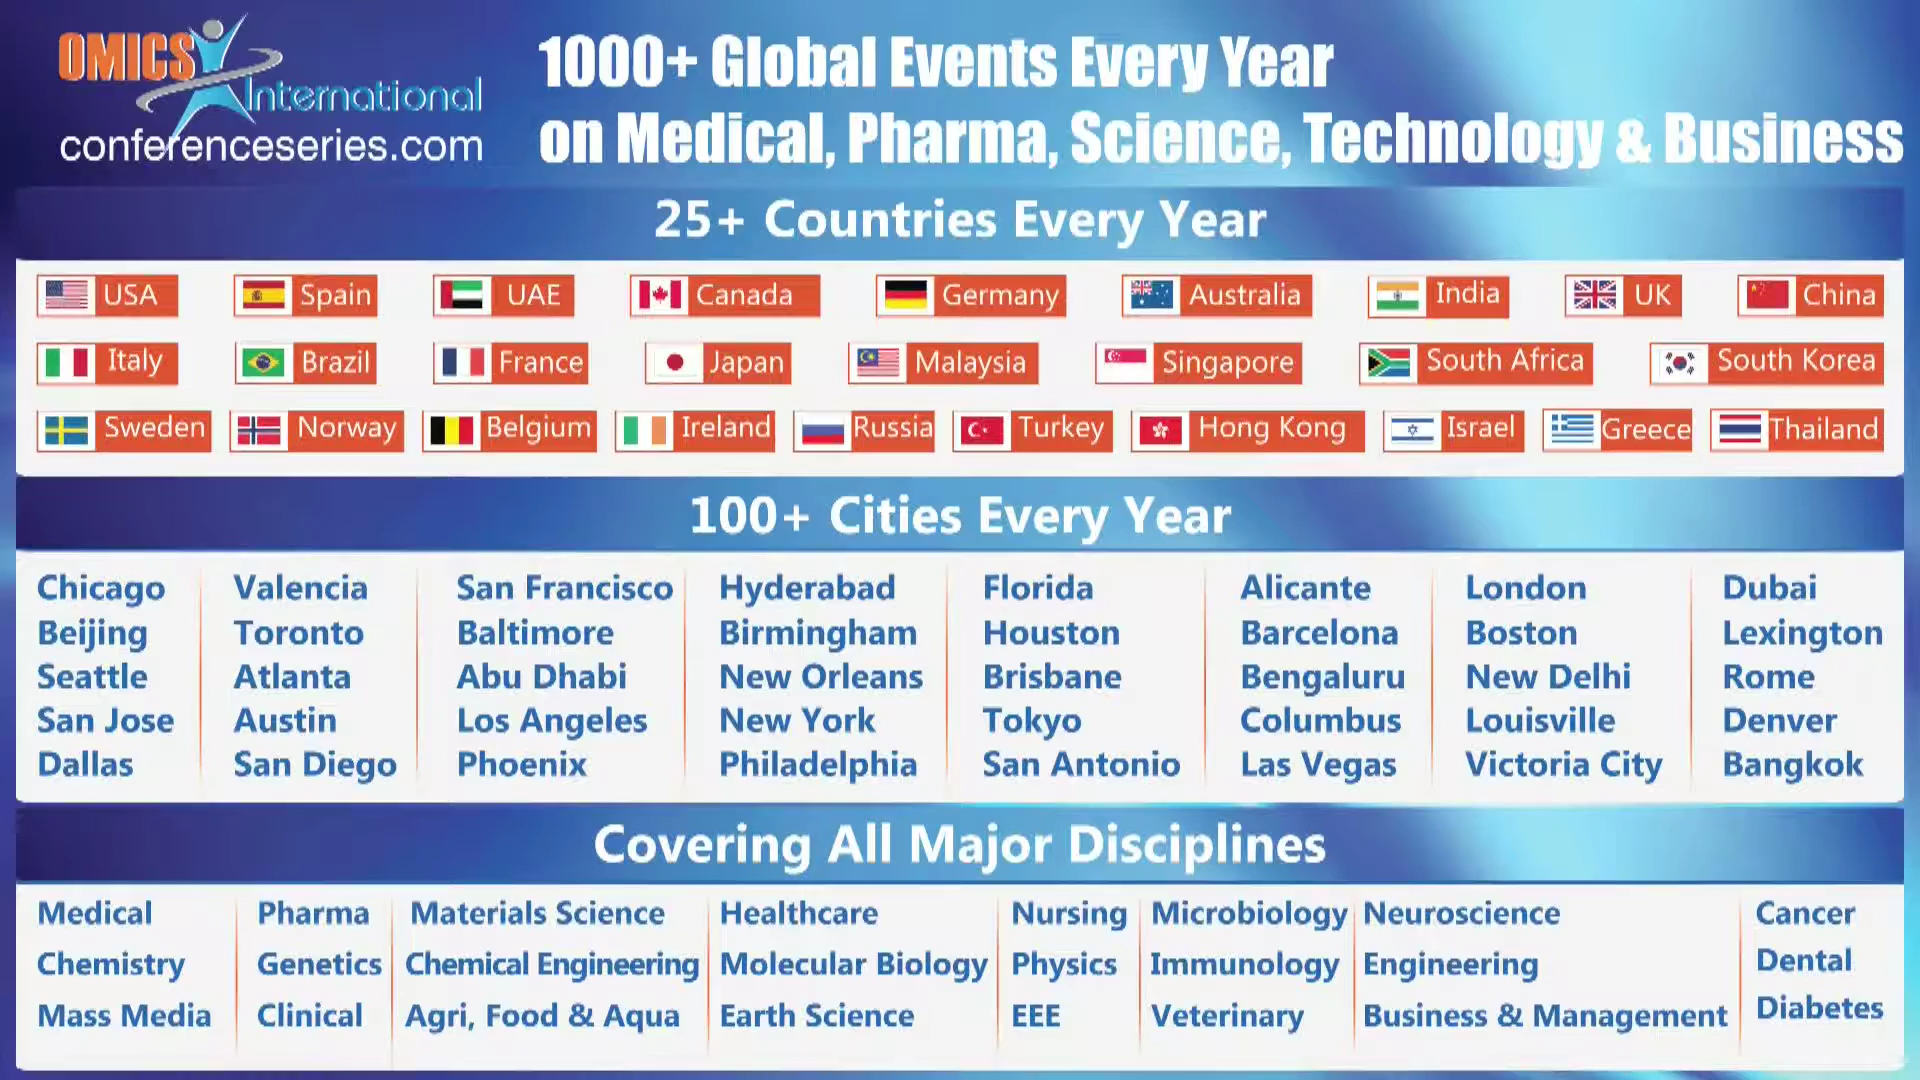 OMICS International
conferenceseries.com
1000+ Global Events Every Year
on Medical, Pharma, Science, Technology & Business
25+ Countries Every Year
USA Spain UAE Canada Germany Australia India UK China
Italy Brazil France Japan Malaysia Singapore South Africa South Korea
Sweden Norway Belgium Ireland Russia Turkey Hong Kong Israel Greece Thailand
100+ Cities Every Year
Chicago Valencia San Francisco Hyderabad Florida Alicante London Dubai
Beijing Toronto Baltimore Birmingham Houston Barcelona Boston Lexington
Seattle Atlanta Abu Dhabi New Orleans Brisbane Bengaluru New Delhi Rome
San Jose Austin Los Angeles New York Tokyo Columbus Louisville Denver
Dallas San Diego Phoenix Philadelphia San Antonio Las Vegas Victoria City Bangkok
Covering All Major Disciplines
Medical Pharma Materials Science Healthcare Nursing Microbiology Neuroscience Cancer
Chemistry Genetics Chemical Engineering Molecular Biology Physics Immunology Engineering Dental
Mass Media Clinical Agri, Food & Aqua Earth Science EEE Veterinary Business & Management Diabetes